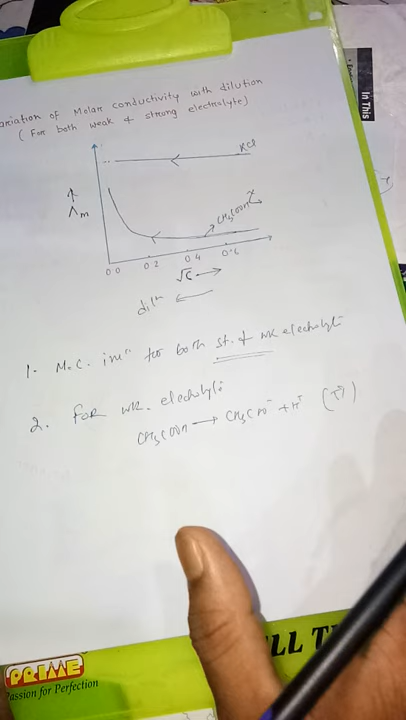 ariation of Molar conductivity with dilution
( For both weak & strong electrolyte)
In This
KCl
↑
Λm
CH3COOH
0.0 0.2 0.4 0.6
√C →
dilⁿ ←
1. M.C. incⁿ for both st. & wk electrolyte
2. For wk. electrolyte
CH3COOH → CH3COO⁻ + H⁺
PRIME
Passion for Perfection
LL T